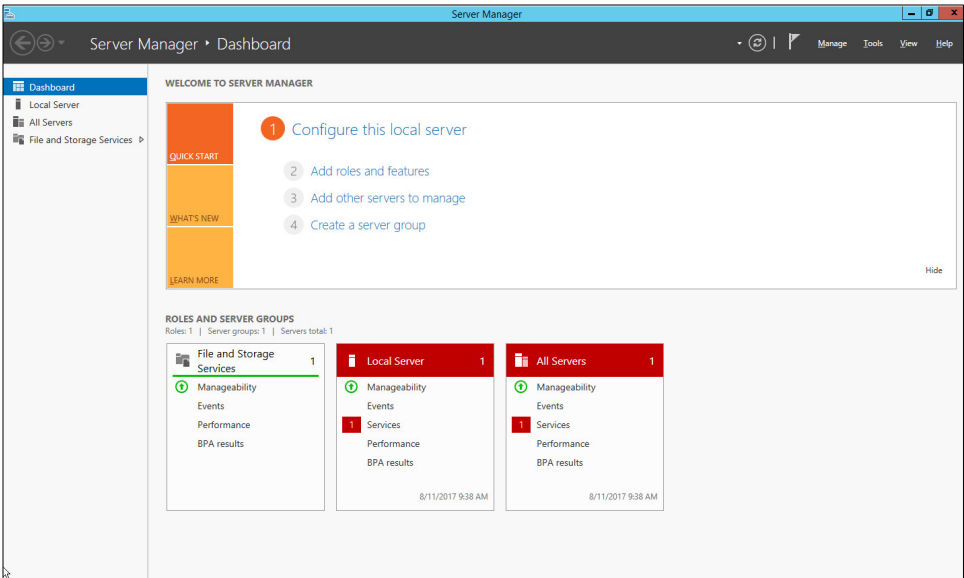 Server Manager
Server Manager ‣ Dashboard
Manage Tools View Help
Dashboard
Local Server
All Servers
File and Storage Services
WELCOME TO SERVER MANAGER
QUICK START
WHAT'S NEW
LEARN MORE
1 Configure this local server
2 Add roles and features
3 Add other servers to manage
4 Create a server group
Hide
ROLES AND SERVER GROUPS
Roles: 1 | Server groups: 1 | Servers total: 1
File and Storage
Services 1
Manageability
Events
Performance
BPA results
Local Server 1
Manageability
Events
1 Services
Performance
BPA results
8/11/2017 9:38 AM
All Servers 1
Manageability
Events
1 Services
Performance
BPA results
8/11/2017 9:38 AM